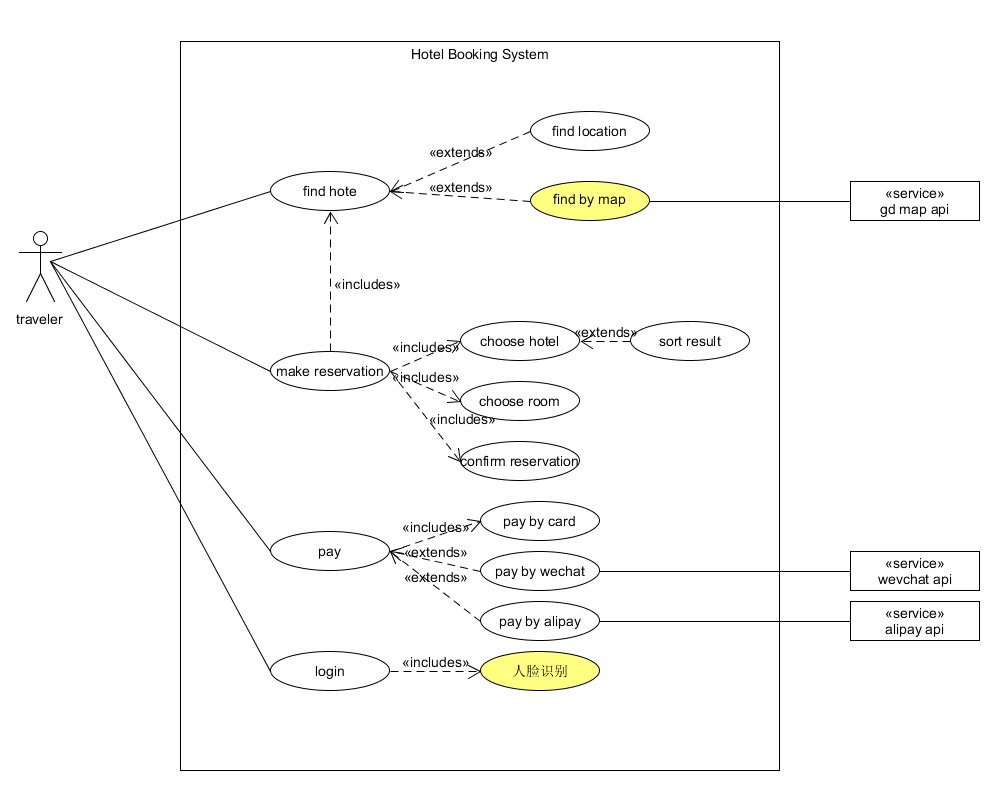 Hotel Booking System
find location
«extends»
find hote
«extends»
find by map
«service»
gd map api
«includes»
traveler
«includes»
choose hotel
«extends»
sort result
make reservation
«includes»
choose room
«includes»
confirm reservation
pay by card
«includes»
pay
«extends»
pay by wechat
«service»
wevchat api
«extends»
pay by alipay
«service»
alipay api
login
«includes»
人脸识别